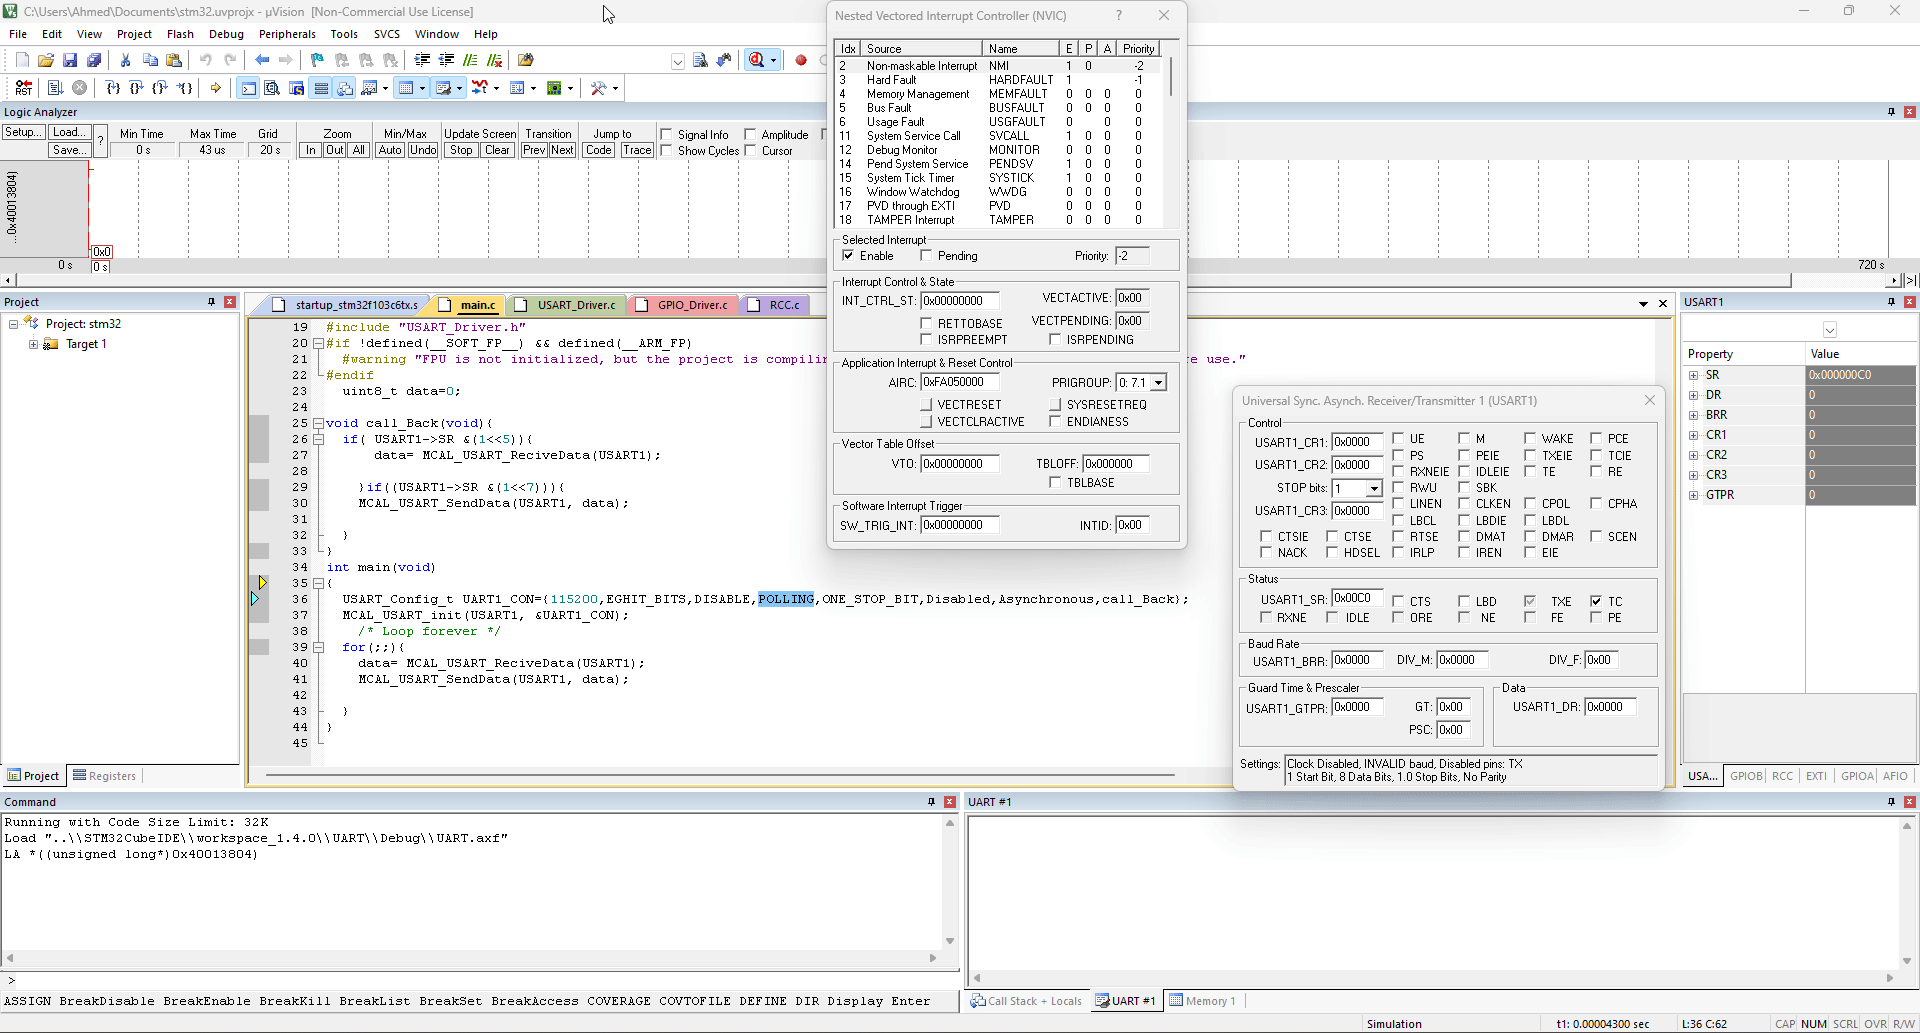 C:\Users\Ahmed\Documents\stm32.uvprojx - µVision  [Non-Commercial Use License]
File Edit View Project Flash Debug Peripherals Tools SVCS Window Help
RST
Logic Analyzer
Setup... Load... Save... ? Min Time 0 s Max Time 43 us Grid 20 s Zoom In Out All Min/Max Auto Undo Update Screen Stop Clear Transition Prev Next Jump to Code Trace Signal Info Show Cycles Amplitude Cursor
...0x40013804)
0x0
0 s
0 s
720 s
Nested Vectored Interrupt Controller (NVIC) ?
Idx Source Name E P A Priority
2 Non-maskable Interrupt NMI 1 0 -2
3 Hard Fault HARDFAULT 1 -1
4 Memory Management MEMFAULT 0 0 0 0
5 Bus Fault BUSFAULT 0 0 0 0
6 Usage Fault USGFAULT 0 0 0 0
11 System Service Call SVCALL 1 0 0 0
12 Debug Monitor MONITOR 0 0 0 0
14 Pend System Service PENDSV 1 0 0 0
15 System Tick Timer SYSTICK 1 0 0 0
16 Window Watchdog WWDG 0 0 0 0
17 PVD through EXTI PVD 0 0 0 0
18 TAMPER Interrupt TAMPER 0 0 0 0
Selected Interrupt
Enable Pending Priority: -2
Interrupt Control & State
INT_CTRL_ST: 0x00000000 VECTACTIVE: 0x00
RETTOBASE VECTPENDING: 0x00
ISRPREEMPT ISRPENDING
Application Interrupt & Reset Control
AIRC: 0xFA050000 PRIGROUP: 0: 7.1
VECTRESET SYSRESETREQ
VECTCLRACTIVE ENDIANESS
Vector Table Offset
VTO: 0x00000000 TBLOFF: 0x000000
TBLBASE
Software Interrupt Trigger
SW_TRIG_INT: 0x00000000 INTID: 0x00
Project
Project: stm32
Target 1
Project Registers
startup_stm32f103c6tx.s main.c USART_Driver.c GPIO_Driver.c RCC.c
19 #include "USART_Driver.h"
20 #if !defined(__SOFT_FP__) && defined(__ARM_FP)
21 #warning "FPU is not initialized, but the project is compilin re use."
22 #endif
23 uint8_t data=0;
24
25 void call_Back(void){
26 if( USART1->SR &(1<<5)){
27 data= MCAL_USART_ReciveData(USART1);
28
29 }if((USART1->SR &(1<<7))){
30 MCAL_USART_SendData(USART1, data);
31
32 }
33 }
34 int main(void)
35 {
36 USART_Config_t UART1_CON={115200,EGHIT_BITS,DISABLE,POLLING,ONE_STOP_BIT,Disabled,Asynchronous,call_Back};
37 MCAL_USART_init(USART1, &UART1_CON);
38 /* Loop forever */
39 for(;;){
40 data= MCAL_USART_ReciveData(USART1);
41 MCAL_USART_SendData(USART1, data);
42
43 }
44 }
45
Universal Sync. Asynch. Receiver/Transmitter 1 (USART1)
Control
USART1_CR1: 0x0000 UE M WAKE PCE
USART1_CR2: 0x0000 PS PEIE TXEIE TCIE
RXNEIE IDLEIE TE RE
STOP bits: 1 RWU SBK
USART1_CR3: 0x0000 LINEN CLKEN CPOL CPHA
LBCL LBDIE LBDL
CTSIE CTSE RTSE DMAT DMAR SCEN
NACK HDSEL IRLP IREN EIE
Status
USART1_SR: 0x00C0 CTS LBD TXE TC
RXNE IDLE ORE NE FE PE
Baud Rate
USART1_BRR: 0x0000 DIV_M: 0x0000 DIV_F: 0x00
Guard Time & Prescaler
USART1_GTPR: 0x0000 GT: 0x00
PSC: 0x00
Data
USART1_DR: 0x0000
Settings: Clock Disabled, INVALID baud, Disabled pins: TX
1 Start Bit, 8 Data Bits, 1.0 Stop Bits, No Parity
USART1
Property Value
SR 0x000000C0
DR 0
BRR 0
CR1 0
CR2 0
CR3 0
GTPR 0
USA... GPIOB RCC EXTI GPIOA AFIO
Command
Running with Code Size Limit: 32K
Load "..\\STM32CubeIDE\\workspace_1.4.0\\UART\\Debug\\UART.axf"
LA *((unsigned long*)0x40013804)
>
ASSIGN BreakDisable BreakEnable BreakKill BreakList BreakSet BreakAccess COVERAGE COVTOFILE DEFINE DIR Display Enter
UART #1
Call Stack + Locals UART #1 Memory 1
Simulation t1: 0.00004300 sec L:36 C:62 CAP NUM SCRL OVR R/W